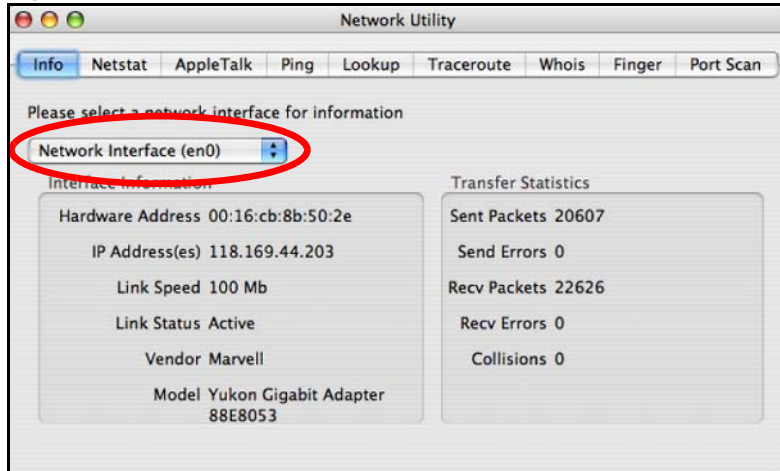 Network Utility
Info Netstat AppleTalk Ping Lookup Traceroute Whois Finger Port Scan
Please select a network interface for information
Network Interface (en0)
Interface Information
Hardware Address 00:16:cb:8b:50:2e
IP Address(es) 118.169.44.203
Link Speed 100 Mb
Link Status Active
Vendor Marvell
Model Yukon Gigabit Adapter
88E8053
Transfer Statistics
Sent Packets 20607
Send Errors 0
Recv Packets 22626
Recv Errors 0
Collisions 0